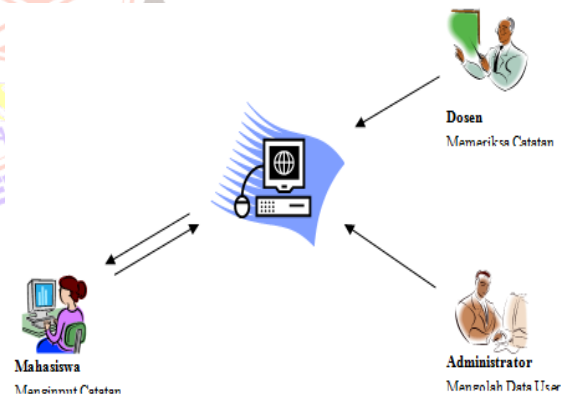 Dosen
Memeriksa Catatan
Mahasiswa
Menginput Catatan
Administrator
Mengolah Data User